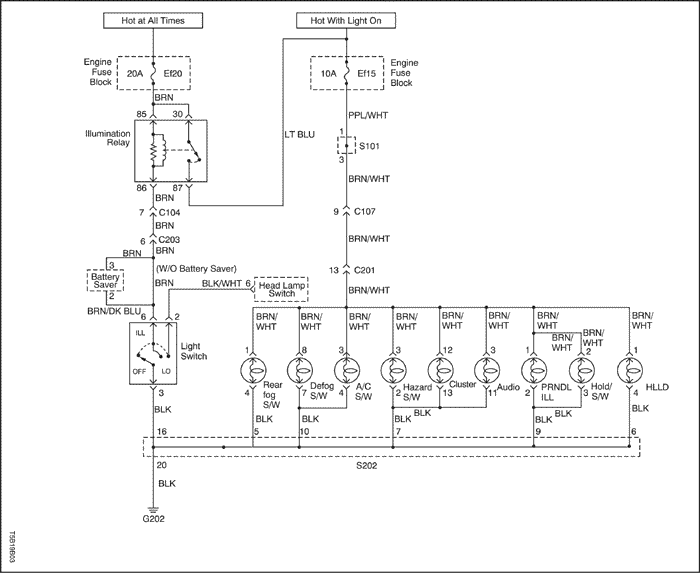 Hot at All Times
Hot With Light On
Engine
Fuse
Block
20A
Ef20
10A
Ef15
Engine
Fuse
Block
BRN
PPL/WHT
85
30
Illumination
Relay
LT BLU
1
S101
3
86
87
BRN
BRN/WHT
7
C104
9
C107
BRN
BRN/WHT
6
C203
BRN
BRN
3
(W/O Battery Saver)
13
C201
Battery
Saver
BRN
BLK/WHT
6
Head Lamp
Switch
BRN/WHT
2
BRN/DK BLU
6
2
ILL
Light
Switch
OFF
LO
3
BRN/
WHT
BRN/
WHT
BRN/
WHT
BRN/
WHT
BRN/
WHT
BRN/
WHT
BRN/
WHT
BRN/
WHT
BRN/
WHT
1
8
3
3
12
3
1
2
1
Rear
fog
S/W
Defog
S/W
A/C
S/W
Hazard
S/W
Cluster
Audio
PRNDL
ILL
Hold/
S/W
HLLD
4
7
4
2
13
11
2
3
4
BLK
BLK
BLK
BLK
BLK
BLK
16
5
10
7
9
6
20
S202
BLK
G202
T5B19B03